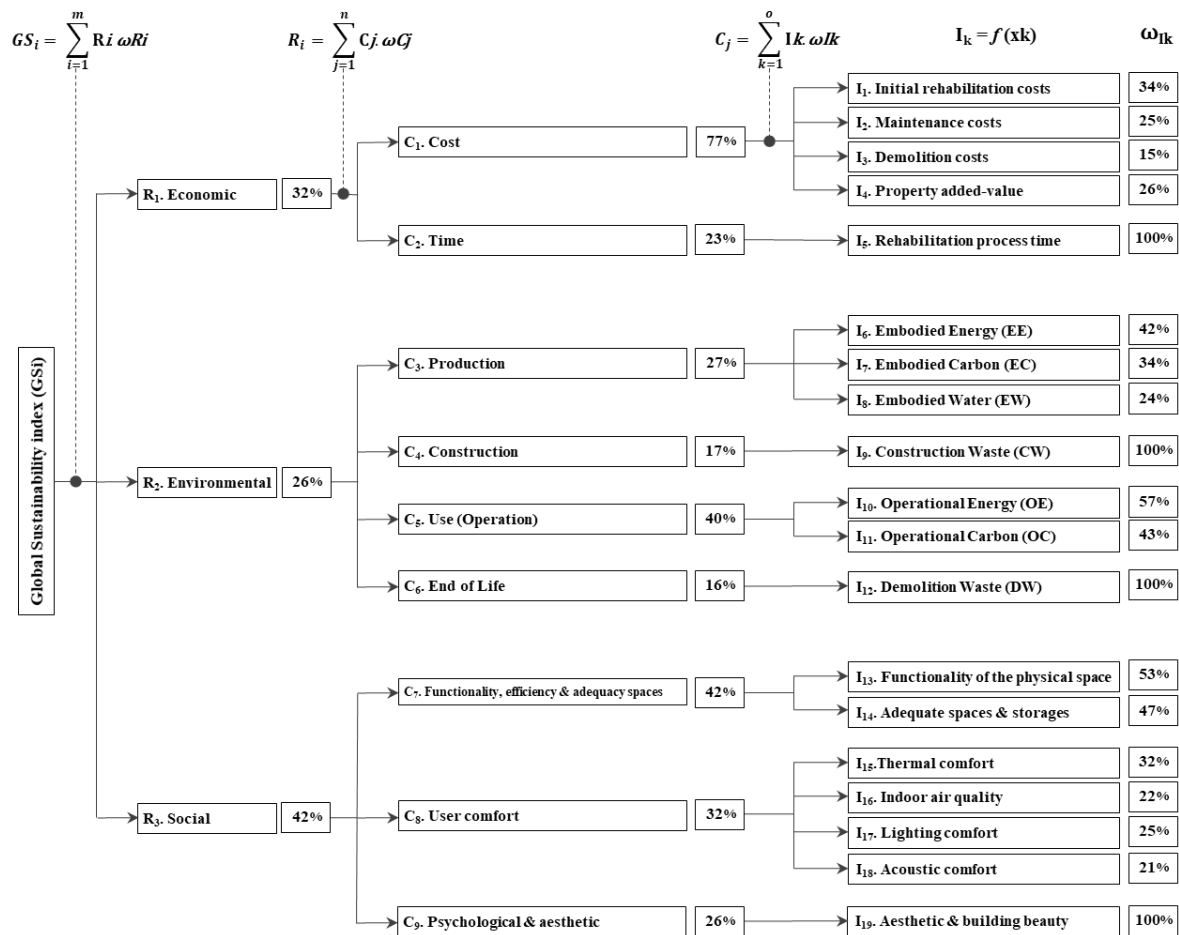 GSᵢ = ∑ᵢ₌₁ᵐ Ri.ωRi
Rᵢ = ∑ⱼ₌₁ⁿ Cj.ωCj
Cⱼ = ∑ₖ₌₁ᵒ Ik.ωIk
Iₖ = f (xk)
ωIk
Global Sustainability index (GSi)
R₁. Economic
32%
C₁. Cost
77%
I₁. Initial rehabilitation costs
34%
I₂. Maintenance costs
25%
I₃. Demolition costs
15%
I₄. Property added-value
26%
C₂. Time
23%
I₅. Rehabilitation process time
100%
R₂. Environmental
26%
C₃. Production
27%
I₆. Embodied Energy (EE)
42%
I₇. Embodied Carbon (EC)
34%
I₈. Embodied Water (EW)
24%
C₄. Construction
17%
I₉. Construction Waste (CW)
100%
C₅. Use (Operation)
40%
I₁₀. Operational Energy (OE)
57%
I₁₁. Operational Carbon (OC)
43%
C₆. End of Life
16%
I₁₂. Demolition Waste (DW)
100%
R₃. Social
42%
C₇. Functionality, efficiency & adequacy spaces
42%
I₁₃. Functionality of the physical space
53%
I₁₄. Adequate spaces & storages
47%
C₈. User comfort
32%
I₁₅.Thermal comfort
32%
I₁₆. Indoor air quality
22%
I₁₇. Lighting comfort
25%
I₁₈. Acoustic comfort
21%
C₉. Psychological & aesthetic
26%
I₁₉. Aesthetic & building beauty
100%